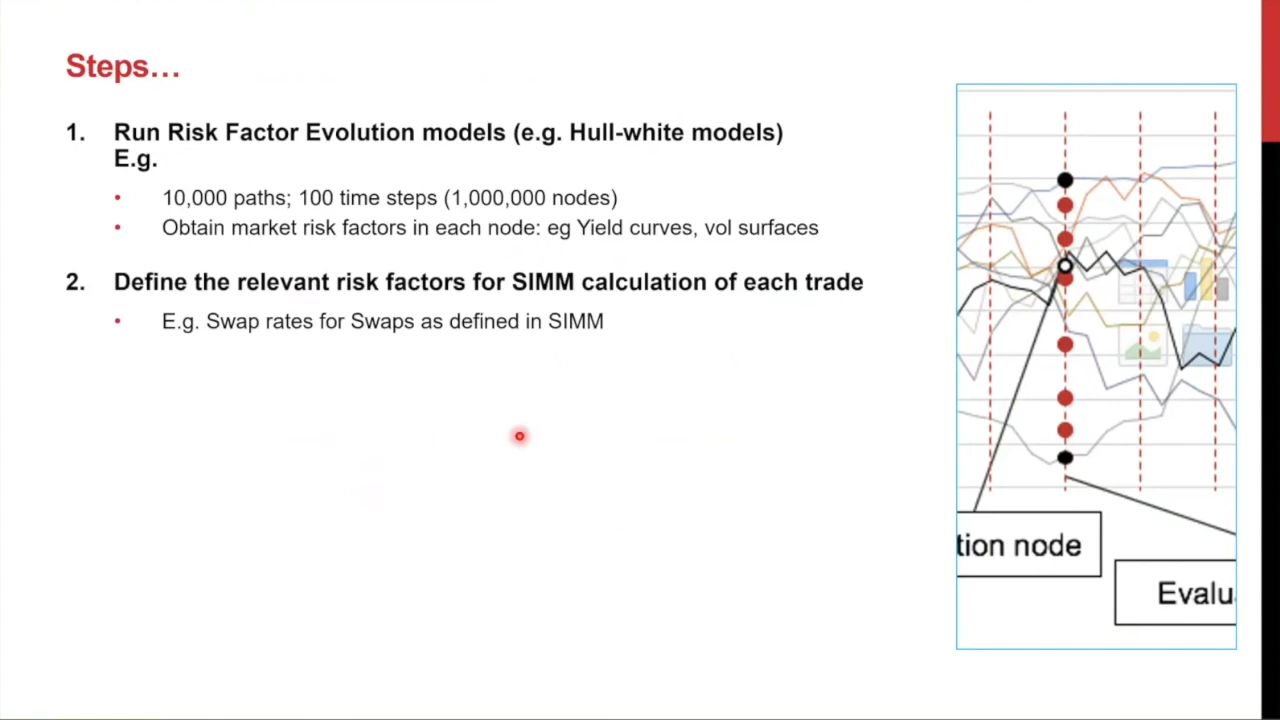 Steps…
1. Run Risk Factor Evolution models (e.g. Hull-white models)
E.g.
• 10,000 paths; 100 time steps (1,000,000 nodes)
• Obtain market risk factors in each node: eg Yield curves, vol surfaces
2. Define the relevant risk factors for SIMM calculation of each trade
• E.g. Swap rates for Swaps as defined in SIMM
tion node
Evalu